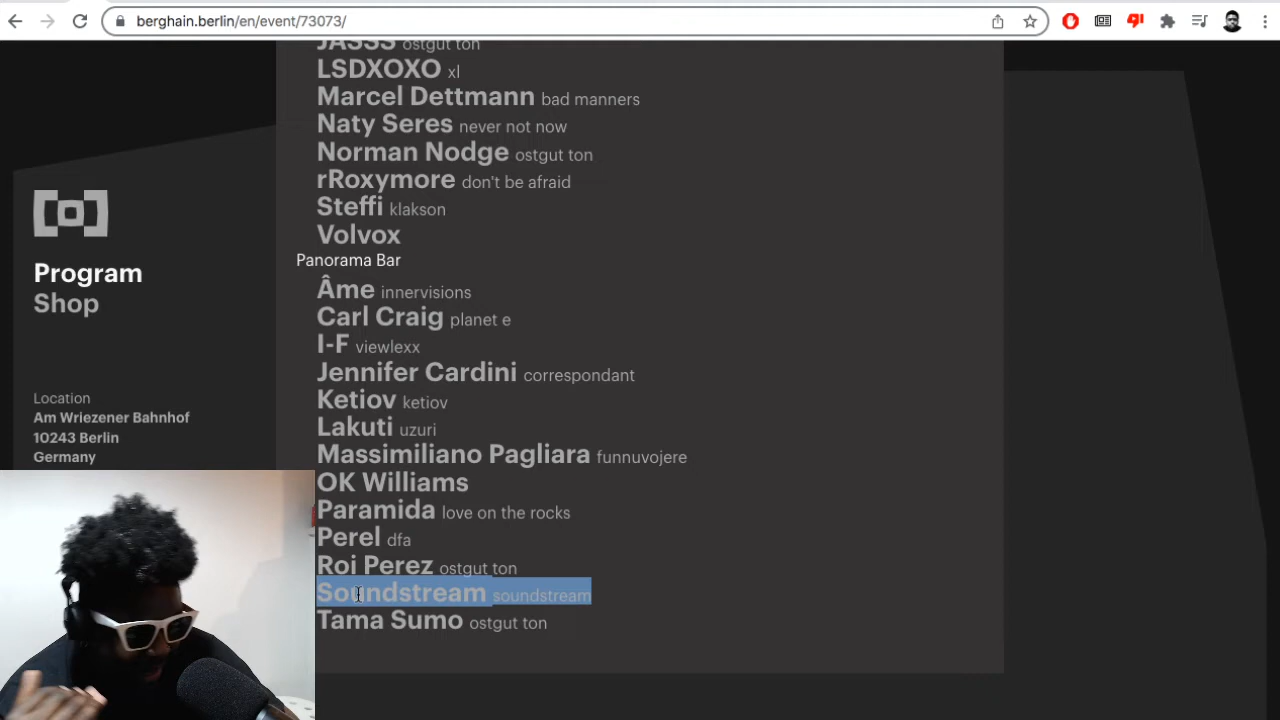 berghain.berlin/en/event/73073/
JASSS ostgut ton
LSDXOXO xl
Marcel Dettmann bad manners
Naty Seres never not now
Norman Nodge ostgut ton
rRoxymore don't be afraid
Steffi klakson
Volvox
Panorama Bar
Âme innervisions
Carl Craig planet e
I-F viewlexx
Jennifer Cardini correspondant
Ketiov ketiov
Lakuti uzuri
Massimiliano Pagliara funnuvojere
OK Williams
Paramida love on the rocks
Perel dfa
Roi Perez ostgut ton
Soundstream soundstream
Tama Sumo ostgut ton
Program
Shop
Location
Am Wriezener Bahnhof
10243 Berlin
Germany